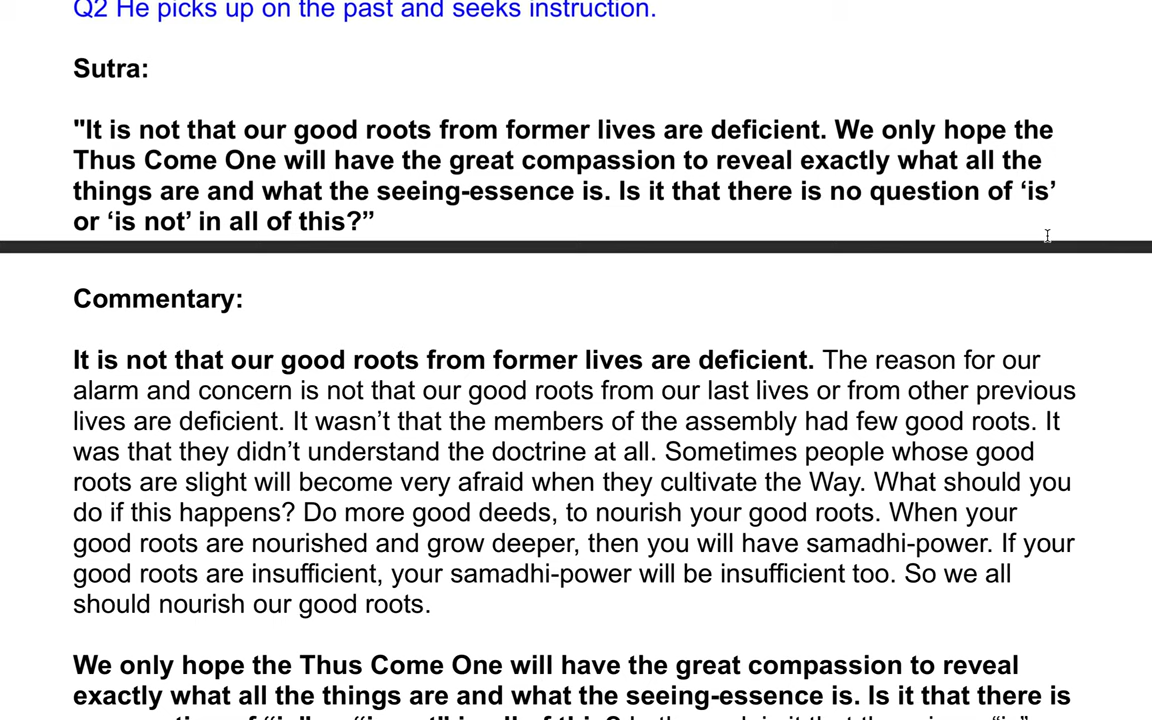 Q2 He picks up on the past and seeks instruction.
Sutra:
"It is not that our good roots from former lives are deficient. We only hope the
Thus Come One will have the great compassion to reveal exactly what all the
things are and what the seeing-essence is. Is it that there is no question of ‘is’
or ‘is not’ in all of this?”
Commentary:
It is not that our good roots from former lives are deficient. The reason for our
alarm and concern is not that our good roots from our last lives or from other previous
lives are deficient. It wasn’t that the members of the assembly had few good roots. It
was that they didn’t understand the doctrine at all. Sometimes people whose good
roots are slight will become very afraid when they cultivate the Way. What should you
do if this happens? Do more good deeds, to nourish your good roots. When your
good roots are nourished and grow deeper, then you will have samadhi-power. If your
good roots are insufficient, your samadhi-power will be insufficient too. So we all
should nourish our good roots.
We only hope the Thus Come One will have the great compassion to reveal
exactly what all the things are and what the seeing-essence is. Is it that there is